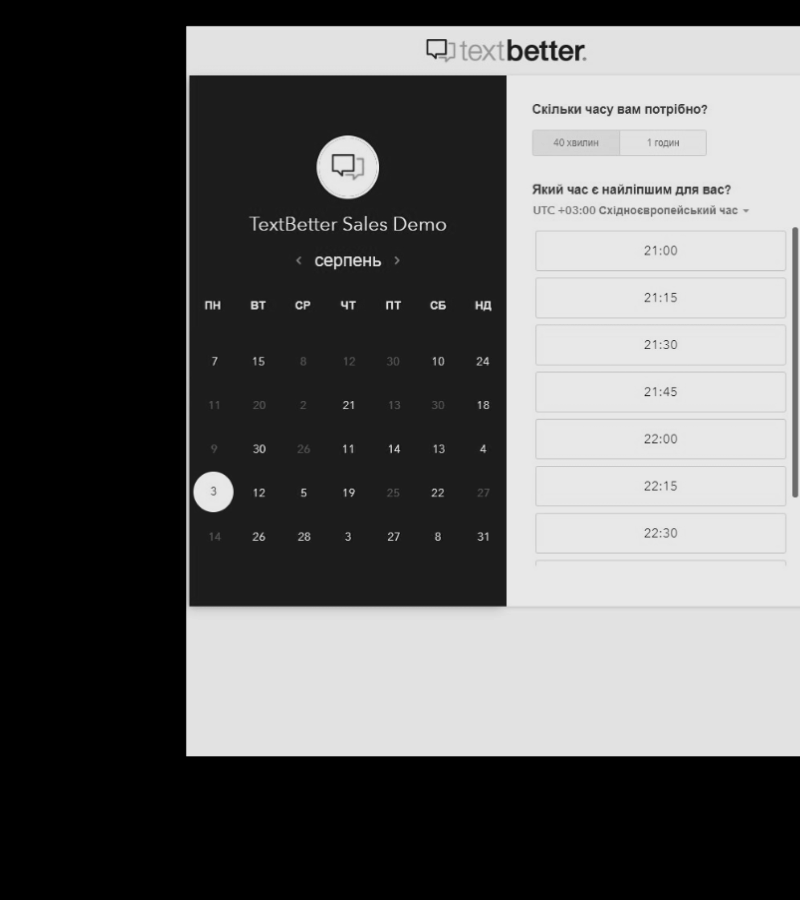 textbetter.
TextBetter Sales Demo
‹ серпень ›
ПН ВТ СР ЧТ ПТ СБ НД
7 15 8 12 30 10 24
11 20 2 21 13 30 18
9 30 26 11 14 13 4
3 12 5 19 25 22 27
14 26 28 3 27 8 31
Скільки часу вам потрібно?
40 хвилин 1 годин
Який час є найліпшим для вас?
UTC +03:00 Східноєвропейський час
21:00
21:15
21:30
21:45
22:00
22:15
22:30